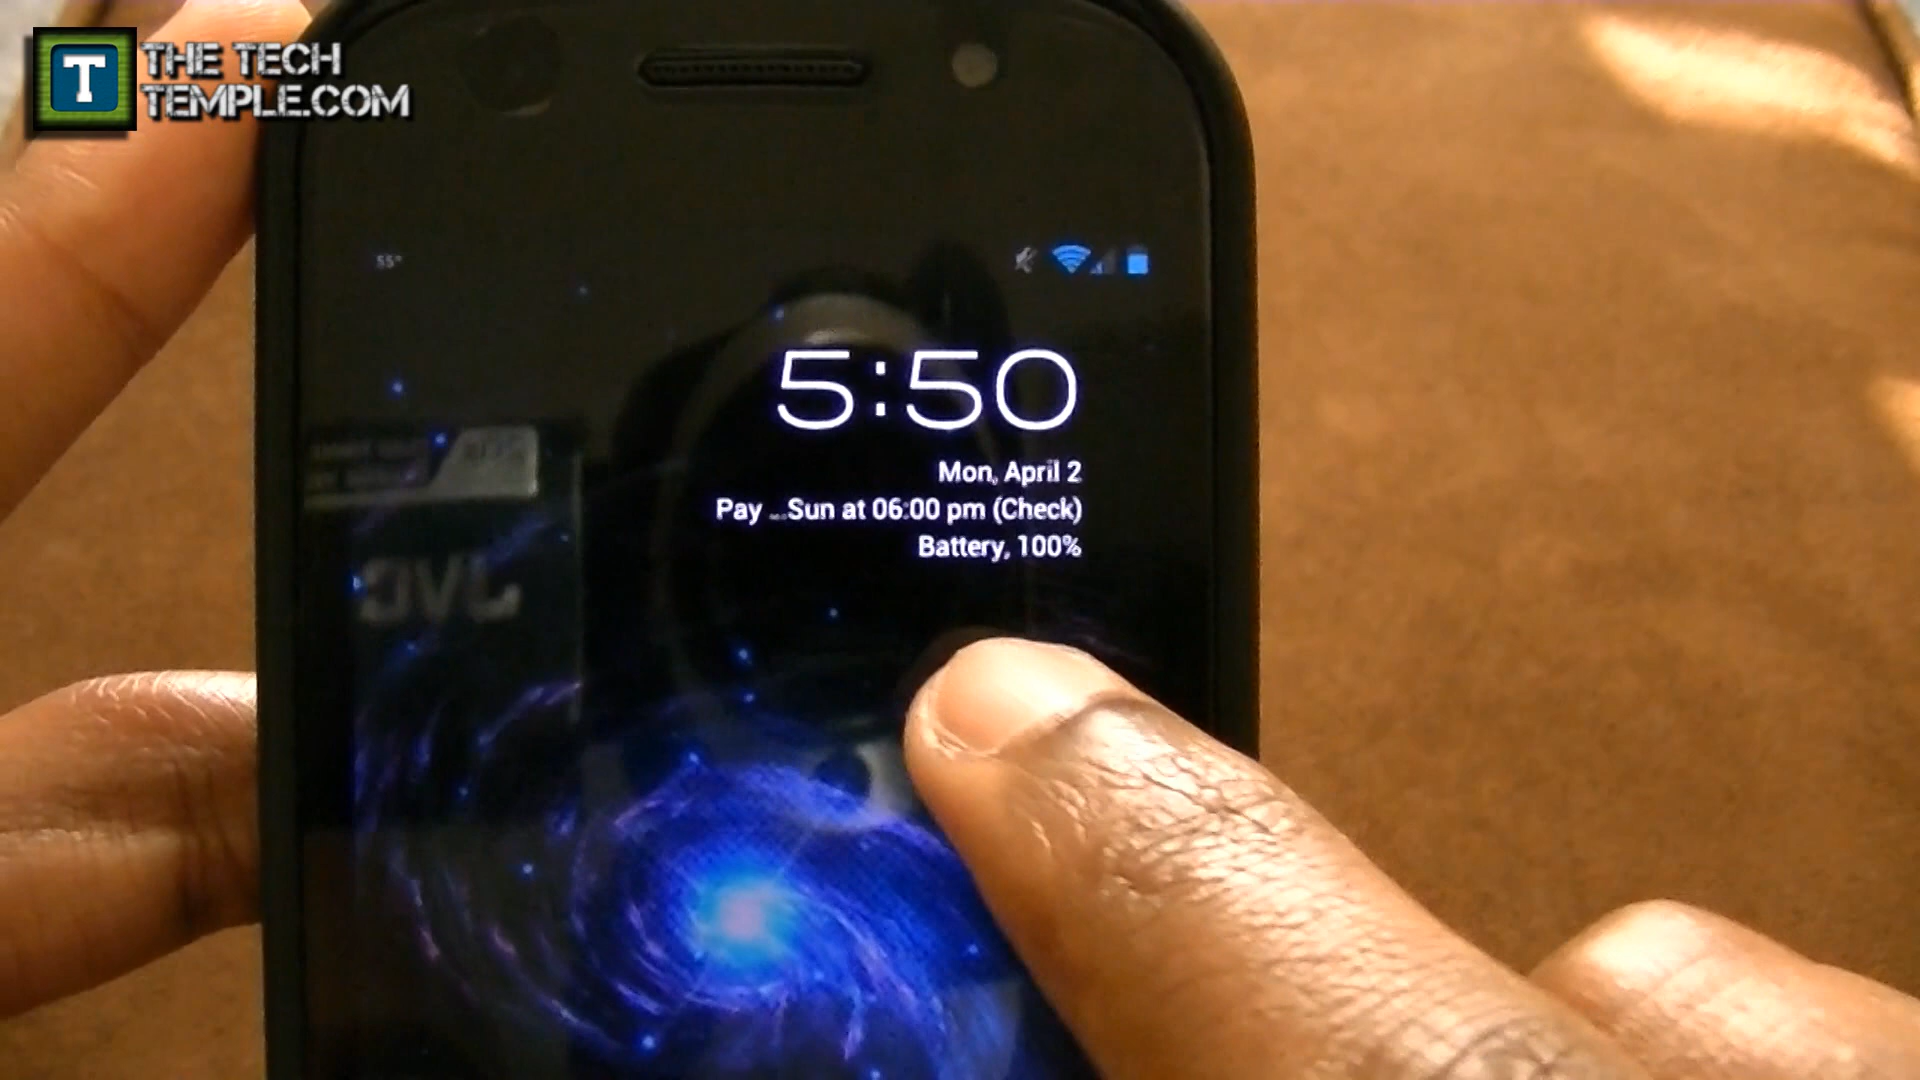 T
THE TECH
TEMPLE.COM
55°
5:50
Mon, April 2
Pay ...Sun at 06:00 pm (Check)
Battery, 100%
JVC